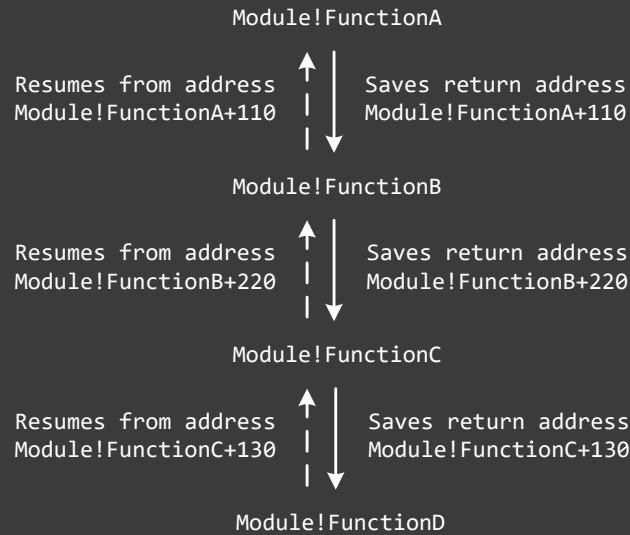 Module!FunctionA
Resumes from address
Module!FunctionA+110
Saves return address
Module!FunctionA+110
Module!FunctionB
Resumes from address
Module!FunctionB+220
Saves return address
Module!FunctionB+220
Module!FunctionC
Resumes from address
Module!FunctionC+130
Saves return address
Module!FunctionC+130
Module!FunctionD